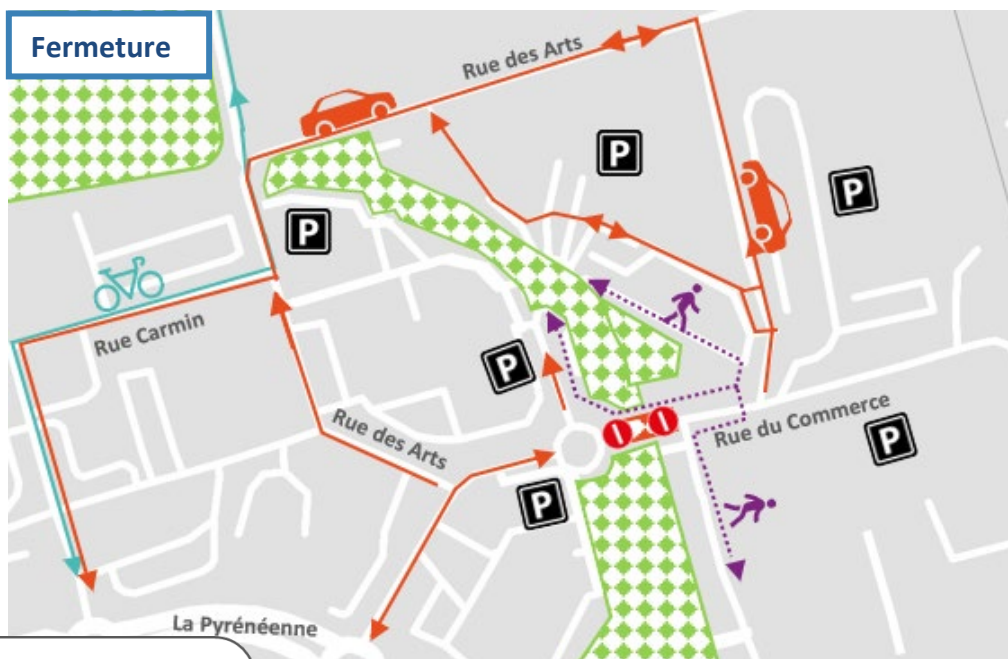 Fermeture
Rue des Arts
P
P
P
Rue Carmin
P
Rue des Arts
Rue du Commerce
P
P
La Pyrénéenne